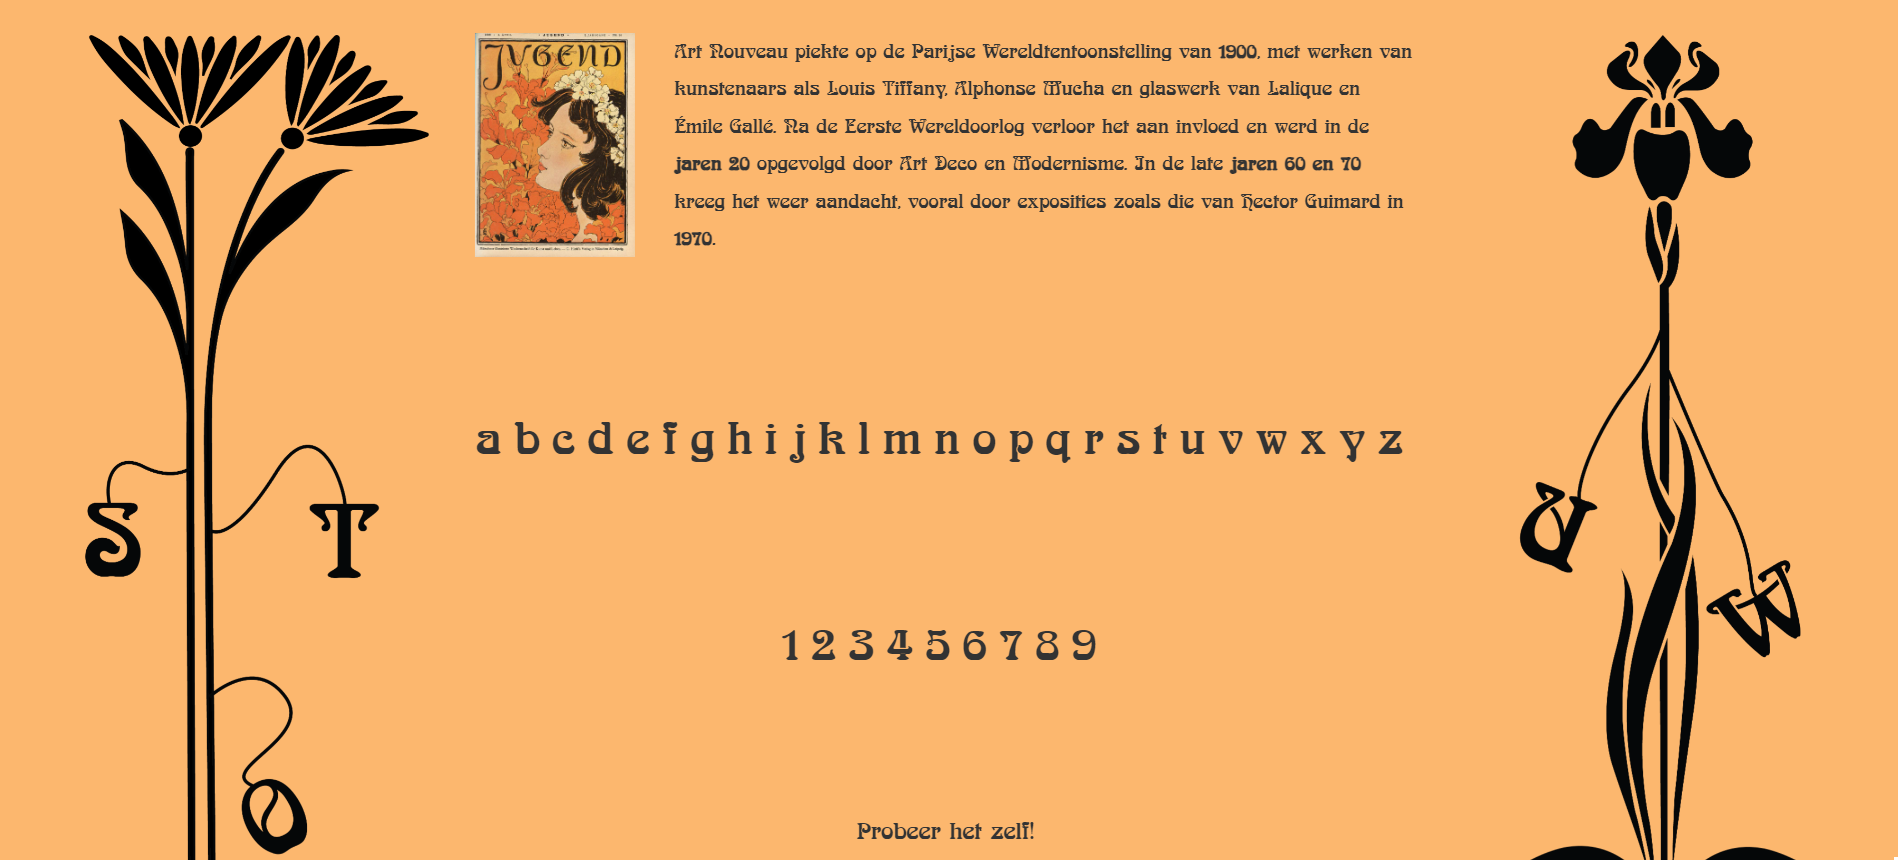 JUGEND
Art Nouveau piekte op de Parijse Wereldtentoonstelling van 1900, met werken van
kunstenaars als Louis Tiffany, Alphonse Mucha en glaswerk van Lalique en
Émile Gallé. Na de Eerste Wereldoorlog verloor het aan invloed en werd in de
jaren 20 opgevolgd door Art Deco en Modernisme. In de late jaren 60 en 70
kreeg het weer aandacht, vooral door exposities zoals die van Hector Guimard in
1970.
a b c d e f g h i j k l m n o p q r s t u v w x y z
S
T
W
1 2 3 4 5 6 7 8 9
O
Probeer het zelf!